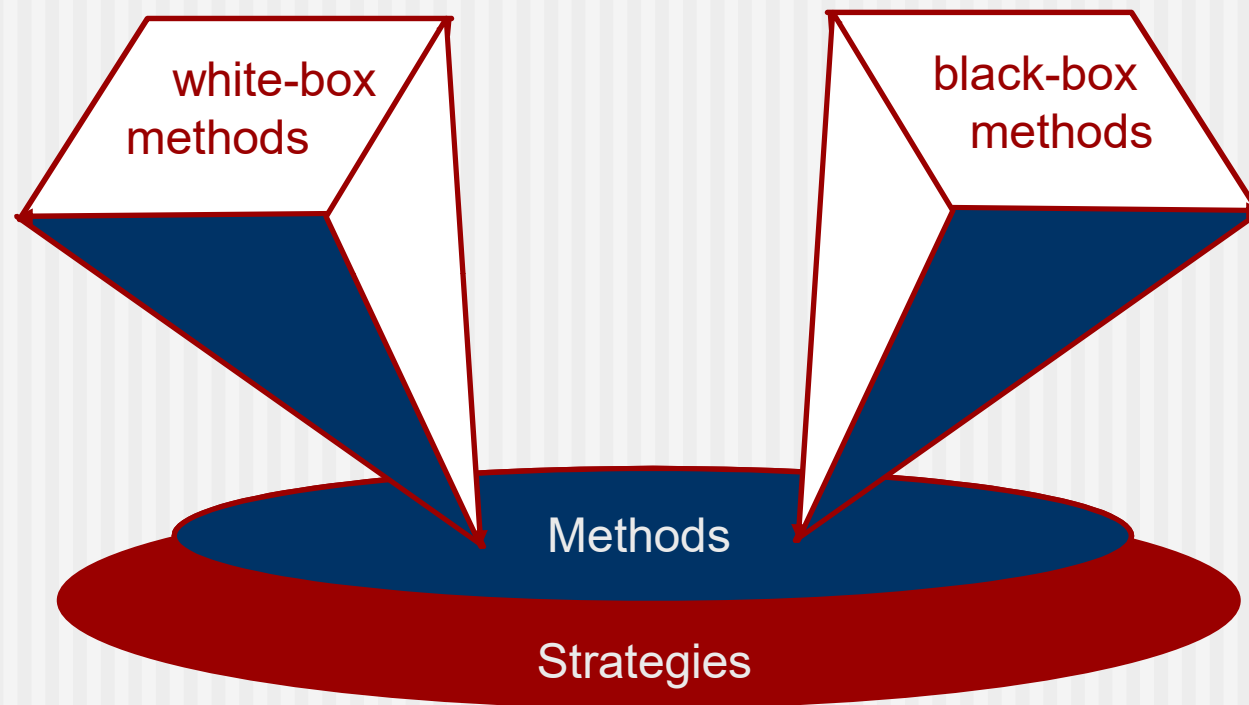 white-box
methods
black-box
methods
Methods
Strategies